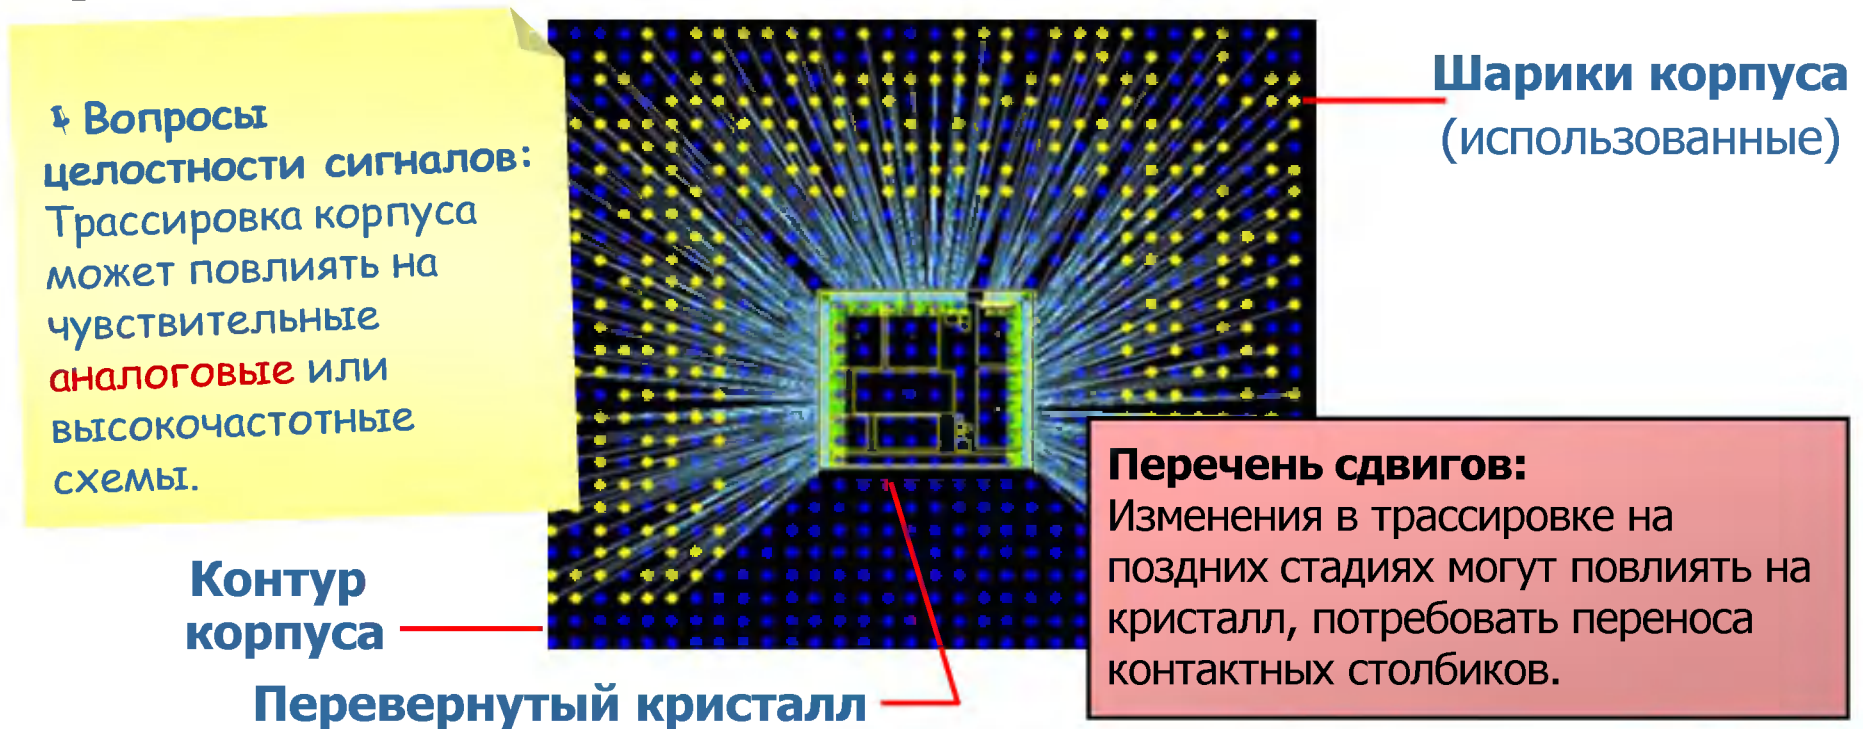 Вопросы
целостности сигналов:
Трассировка корпуса
может повлиять на
чувствительные
аналоговые или
высокочастотные
схемы.
Шарики корпуса
(использованные)
Перечень сдвигов:
Изменения в трассировке на
поздних стадиях могут повлиять на
кристалл, потребовать переноса
контактных столбиков.
Контур
корпуса
Перевернутый кристалл